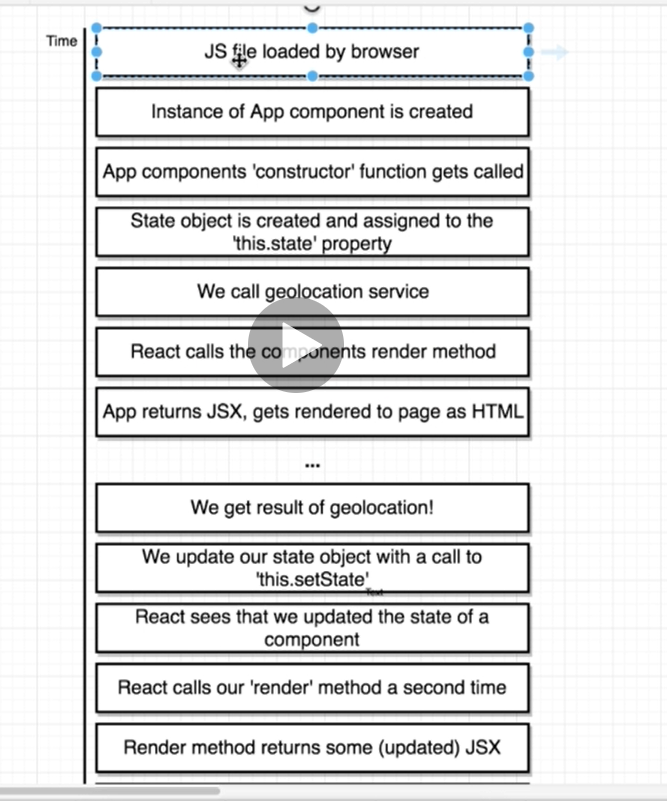 Time
JS file loaded by browser
Instance of App component is created
App components 'constructor' function gets called
State object is created and assigned to the
'this.state' property
We call geolocation service
React calls the components render method
App returns JSX, gets rendered to page as HTML
...
We get result of geolocation!
We update our state object with a call to
'this.setState'
Text
React sees that we updated the state of a
component
React calls our 'render' method a second time
Render method returns some (updated) JSX